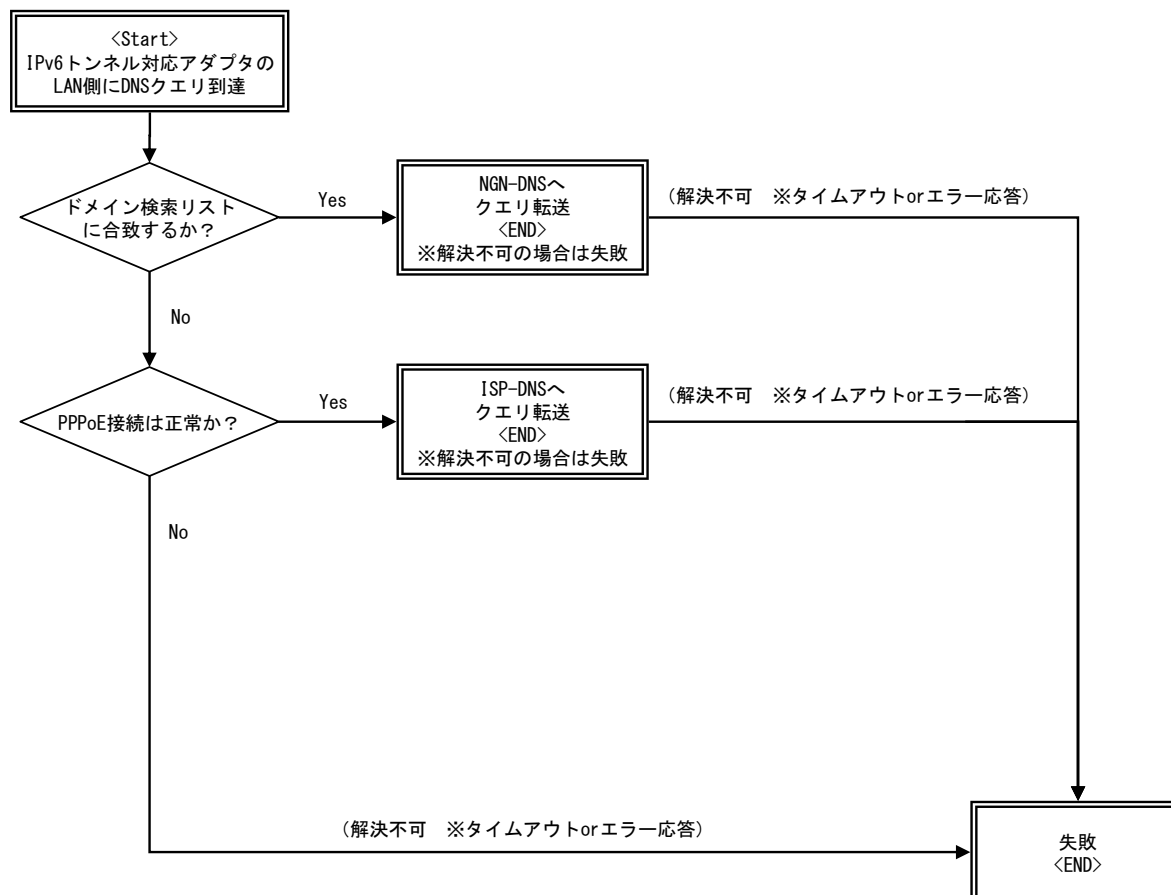 <Start>
IPv6トンネル対応アダプタの
LAN側にDNSクエリ到達
ドメイン検索リスト
に合致するか？
Yes
NGN-DNSへ
クエリ転送
<END>
※解決不可の場合は失敗
(解決不可　※タイムアウトorエラー応答)
No
PPPoE接続は正常か？
Yes
ISP-DNSへ
クエリ転送
<END>
※解決不可の場合は失敗
(解決不可　※タイムアウトorエラー応答)
No
(解決不可　※タイムアウトorエラー応答)
失敗
<END>